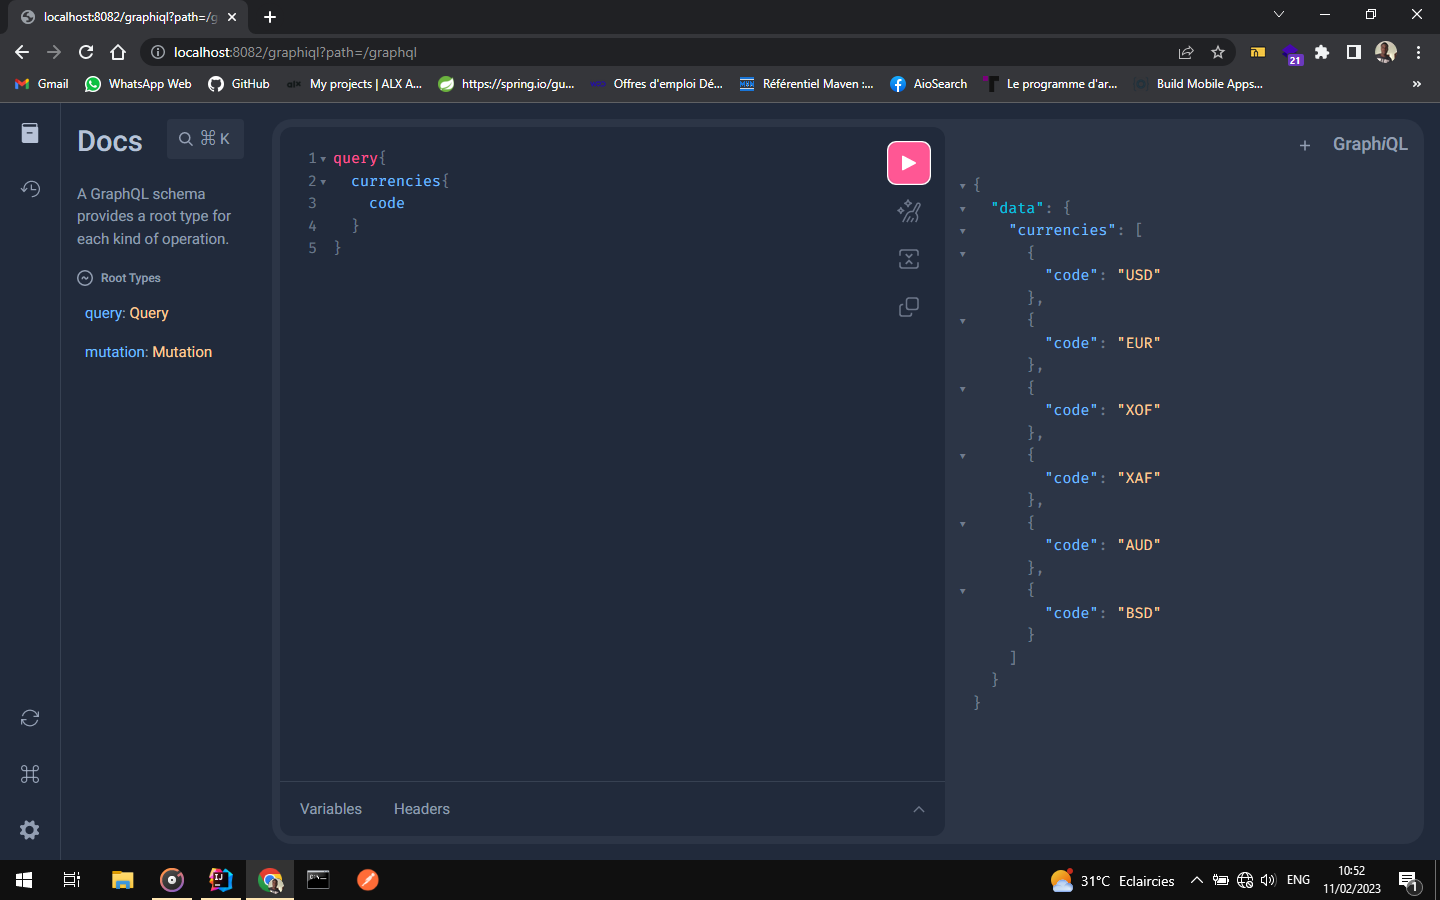 localhost:8082/graphiql?path=/g
localhost:8082/graphiql?path=/graphql
21
Gmail
WhatsApp Web
GitHub
My projects | ALX A...
https://spring.io/gu...
Offres d'emploi Dé...
Référentiel Maven :...
AioSearch
Le programme d'ar...
Build Mobile Apps...
»
Docs
⌘ K
A GraphQL schema
provides a root type for
each kind of operation.
Root Types
query: Query
mutation: Mutation
1 query{
2 currencies{
3 code
4 }
5 }
+ GraphiQL
{
"data": {
"currencies": [
{
"code": "USD"
},
{
"code": "EUR"
},
{
"code": "XOF"
},
{
"code": "XAF"
},
{
"code": "AUD"
},
{
"code": "BSD"
}
]
}
}
Variables
Headers
31°C Eclaircies
ENG
10:52
11/02/2023
1